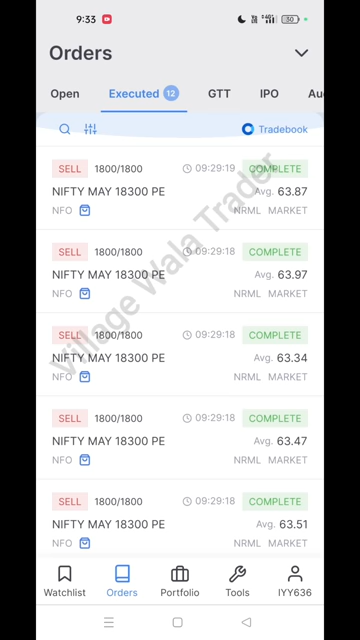 9:33
30
Orders
Open Executed 12 GTT IPO
Tradebook
SELL 1800/1800 09:29:19 COMPLETE
NIFTY MAY 18300 PE Avg. 63.87
NFO NRML MARKET
SELL 1800/1800 09:29:18 COMPLETE
NIFTY MAY 18300 PE Avg. 63.97
NFO NRML MARKET
SELL 1800/1800 09:29:18 COMPLETE
NIFTY MAY 18300 PE Avg. 63.34
NFO NRML MARKET
SELL 1800/1800 09:29:18 COMPLETE
NIFTY MAY 18300 PE Avg. 63.47
NFO NRML MARKET
SELL 1800/1800 09:29:18 COMPLETE
NIFTY MAY 18300 PE Avg. 63.51
NFO NRML MARKET
Village Wala Trader
Watchlist Orders Portfolio Tools IYY636